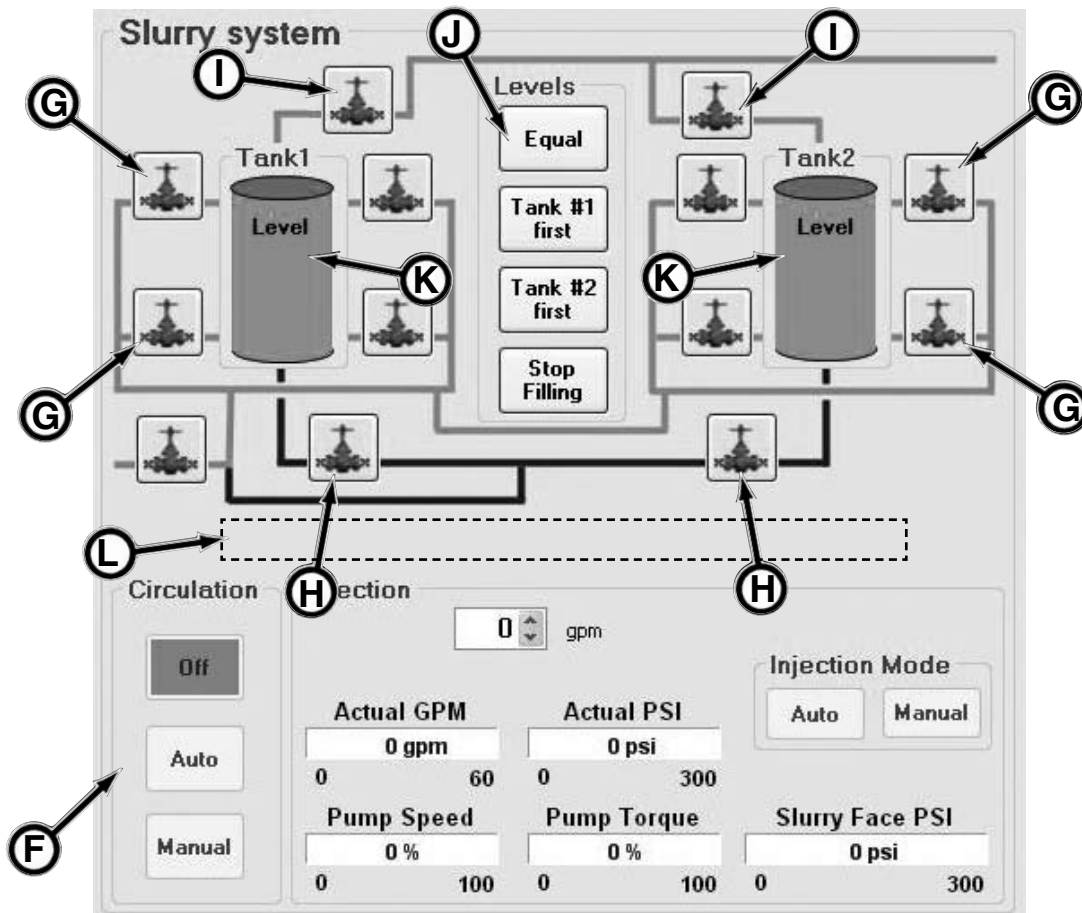 Slurry system
J
I
I
G
G
Levels
Equal
Tank1
Tank2
Tank #1
first
Level
Level
K
K
Tank #2
first
Stop
Filling
G
G
L
H
H
Circulation
ection
0 gpm
Off
Injection Mode
Auto
Manual
Actual GPM
Actual PSI
0 gpm
0 psi
0 60
0 300
Auto
F
Manual
Pump Speed
Pump Torque
Slurry Face PSI
0 %
0 %
0 psi
0 100
0 100
0 300